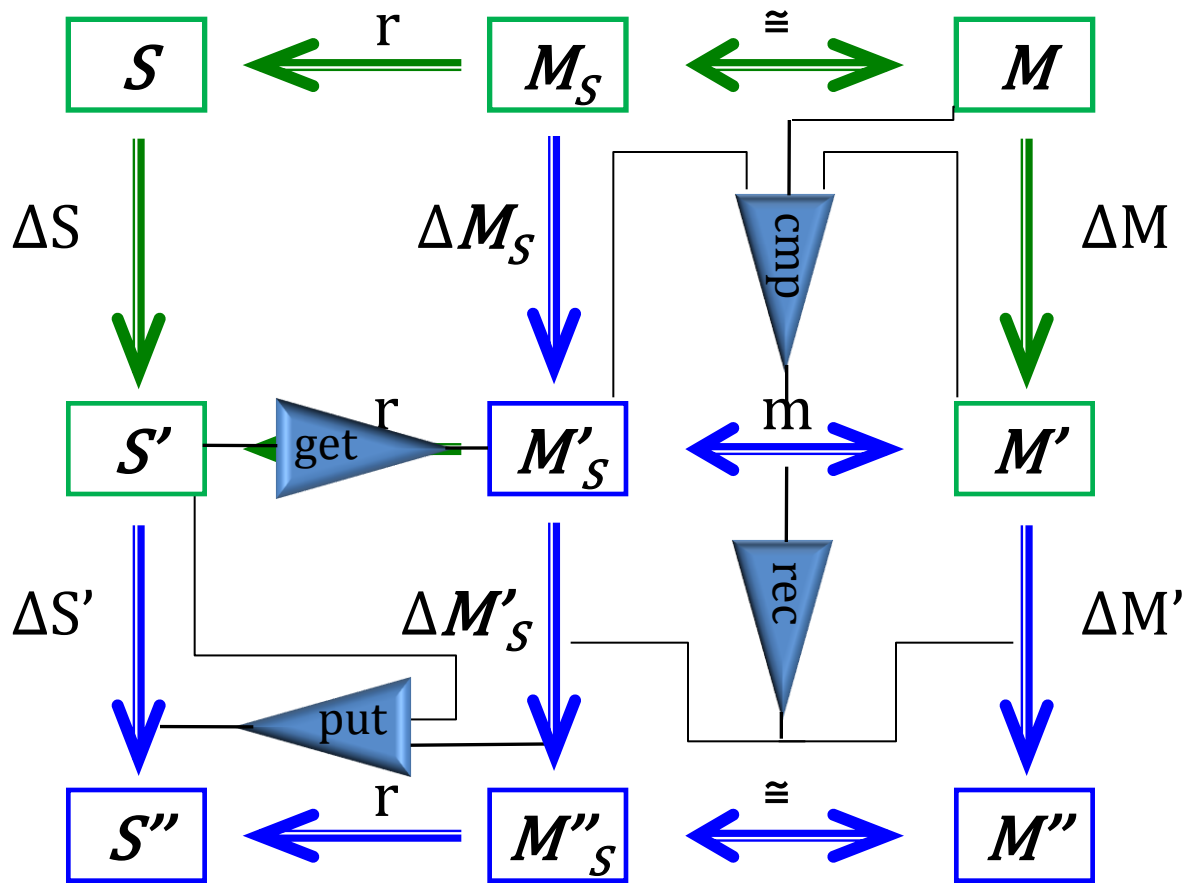 S r M_S ≅ M
ΔS ΔM_S cmp ΔM
S’ get r M’_S m M’
ΔS’ ΔM’_S rec ΔM’
put
S’’ r M’’_S ≅ M’’